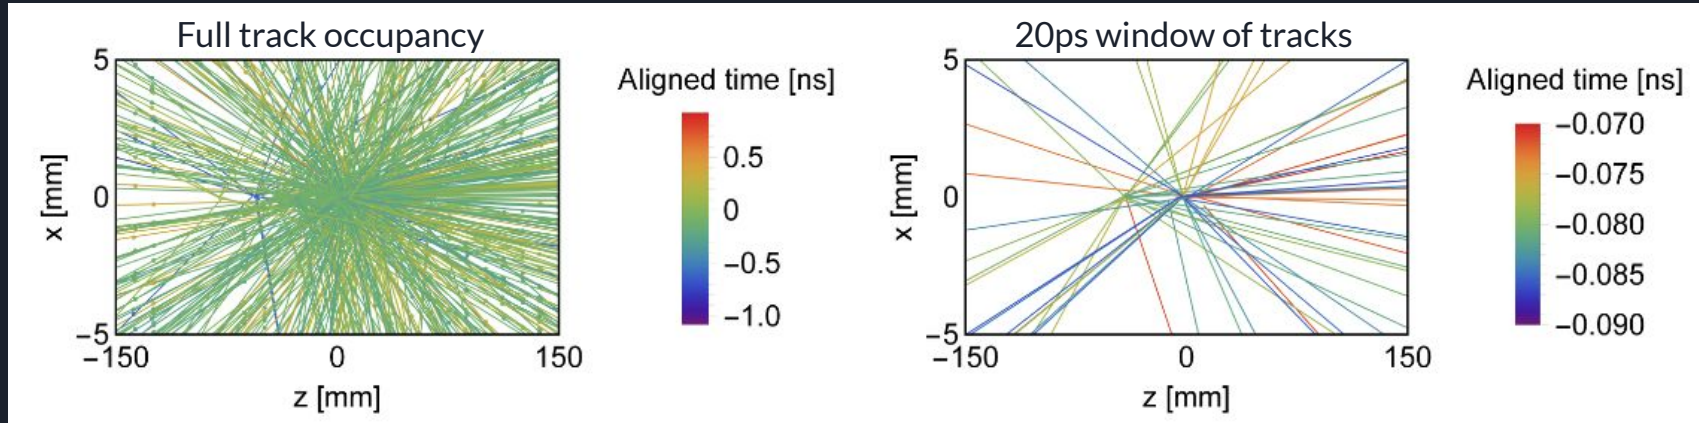 Full track occupancy
5
0
−5
x [mm]
−150
0
150
z [mm]
Aligned time [ns]
0.5
0
−0.5
−1.0
20ps window of tracks
5
0
−5
x [mm]
−150
0
150
z [mm]
Aligned time [ns]
−0.070
−0.075
−0.080
−0.085
−0.090